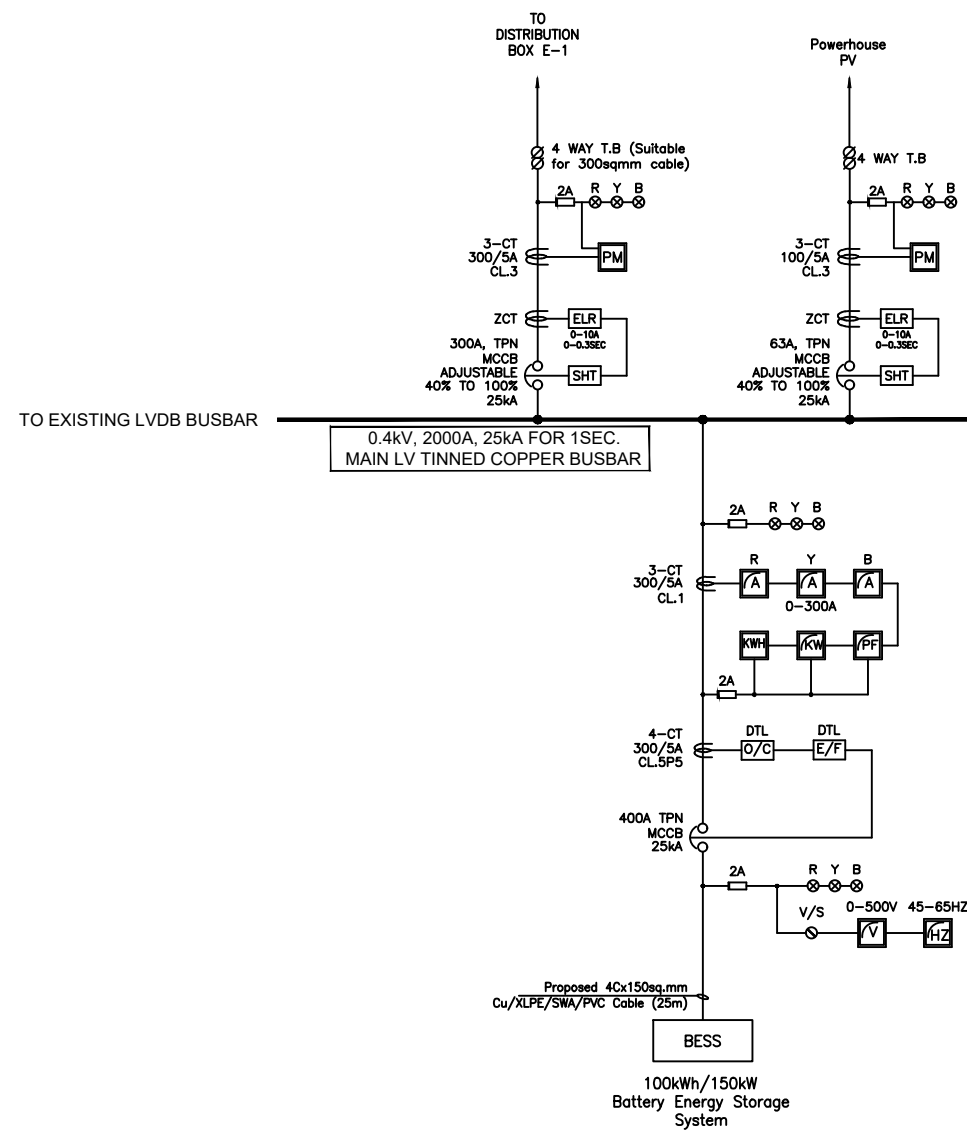 TO
DISTRIBUTION
BOX E-1
4 WAY T.B (Suitable
for 300sqmm cable)
2A
R Y B
3-CT
300/5A
CL.3
PM
ZCT
ELR
0-10A
0-0.3SEC
300A, TPN
MCCB
ADJUSTABLE
40% TO 100%
25kA
SHT
Powerhouse
PV
4 WAY T.B
2A
R Y B
3-CT
100/5A
CL.3
PM
ZCT
ELR
0-10A
0-0.3SEC
63A, TPN
MCCB
ADJUSTABLE
40% TO 100%
25kA
SHT
TO EXISTING LVDB BUSBAR
0.4kV, 2000A, 25kA FOR 1SEC.
MAIN LV TINNED COPPER BUSBAR
2A
R Y B
3-CT
300/5A
CL.1
R Y B
A A A
0-300A
KWH KW PF
2A
4-CT
300/5A
CL.5P5
DTL DTL
O/C E/F
400A TPN
MCCB
25kA
2A
R Y B
V/S 0-500V 45-65HZ
V HZ
Proposed 4Cx150sq.mm
Cu/XLPE/SWA/PVC Cable (25m)
BESS
100kWh/150kW
Battery Energy Storage
System